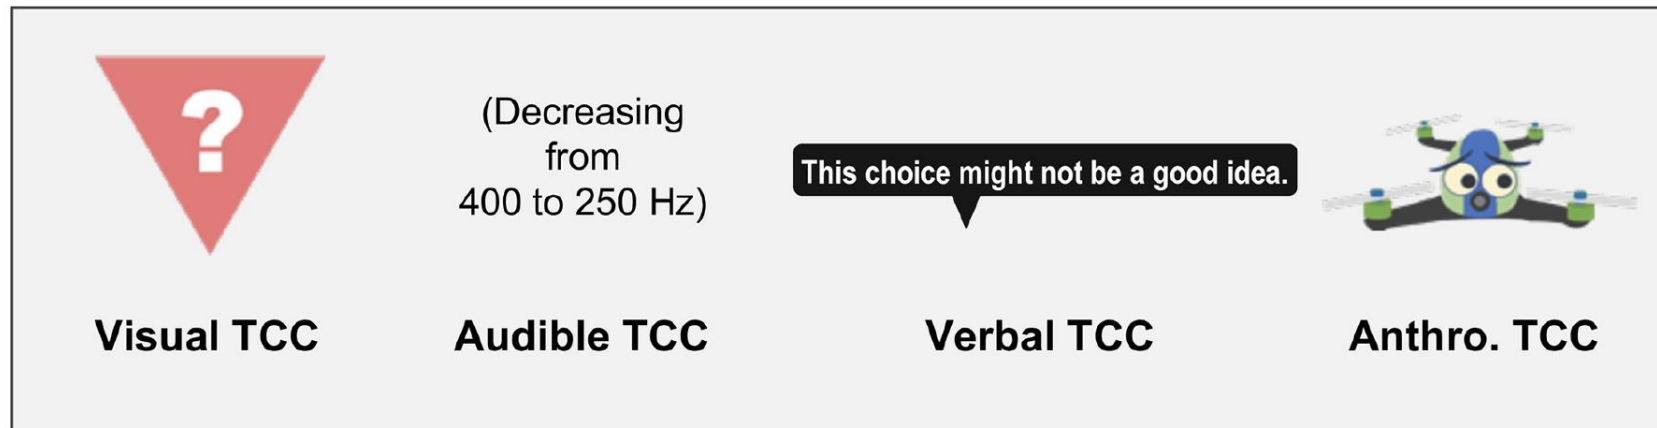 ?
(Decreasing
from
400 to 250 Hz)
This choice might not be a good idea.
Visual TCC
Audible TCC
Verbal TCC
Anthro. TCC